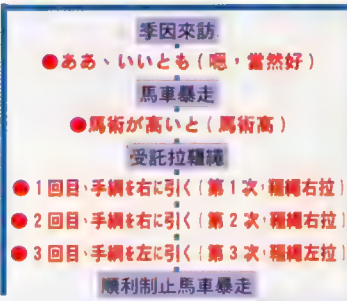 季因來訪
●ああ、いいとも(嗯,當然好)
馬車暴走
●馬術が高いと(馬術高)
受託拉韁繩
●1回目、手綱を右に引く(第1次,韁繩右拉)
●2回目、手綱を右に引く(第2次,韁繩右拉)
●3回目、手綱を左に引く(第3次,韁繩左拉)
順利制止馬車暴走